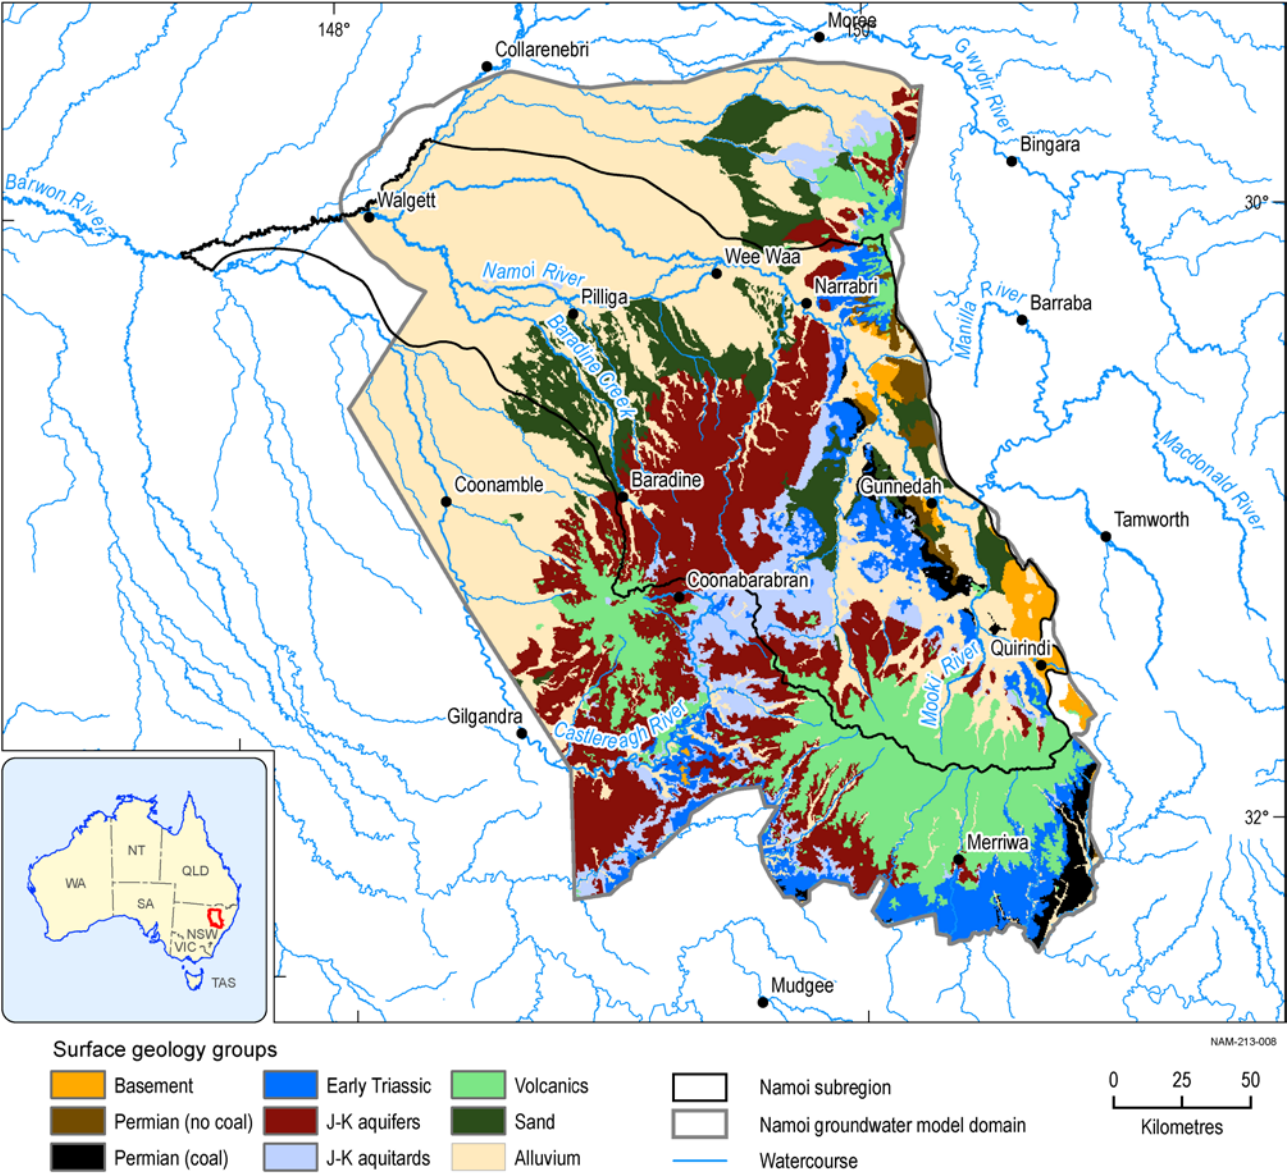 148°
150°
Moree
Collarenebri
Gwydir River
Bingara
Barwon River
Walgett
30°
Wee Waa
Namoi River
Pilliga
Narrabri
Manilla River
Barraba
Baradine Creek
Macdonald River
Coonamble
Baradine
Gunnedah
Tamworth
Coonabarabran
Quirindi
Mooki River
Gilgandra
Castlereagh River
32°
Merriwa
NT
QLD
WA
SA
NSW
VIC
TAS
Mudgee
NAM-213-008
Surface geology groups
Basement
Early Triassic
Volcanics
Namoi subregion
0 25 50
Permian (no coal)
J-K aquifers
Sand
Namoi groundwater model domain
Kilometres
Permian (coal)
J-K aquitards
Alluvium
Watercourse